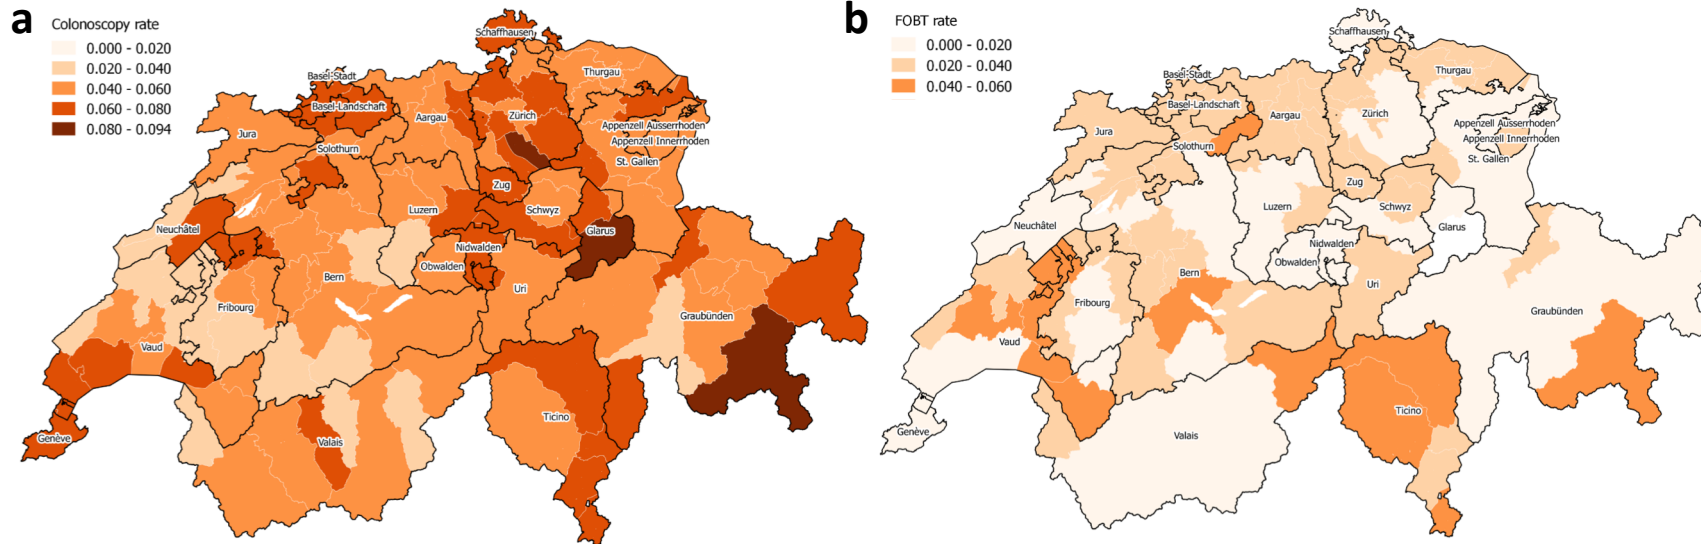 a
Colonoscopy rate
0.000 - 0.020
0.020 - 0.040
0.040 - 0.060
0.060 - 0.080
0.080 - 0.094
Schaffhausen
Basel-Stadt
Thurgau
Basel-Landschaft
Aargau
Zürich
Jura
Appenzell Ausserrhoden
Appenzell Innerrhoden
Solothurn
St. Gallen
Zug
Luzern
Schwyz
Neuchâtel
Glarus
Nidwalden
Obwalden
Bern
Uri
Fribourg
Graubünden
Vaud
Ticino
Genève
Valais
b
FOBT rate
0.000 - 0.020
0.020 - 0.040
0.040 - 0.060
Schaffhausen
Basel-Stadt
Thurgau
Basel-Landschaft
Aargau
Zürich
Jura
Appenzell Ausserrhoden
Appenzell Innerrhoden
Solothurn
St. Gallen
Zug
Luzern
Schwyz
Neuchâtel
Glarus
Nidwalden
Obwalden
Bern
Uri
Fribourg
Graubünden
Vaud
Ticino
Genève
Valais